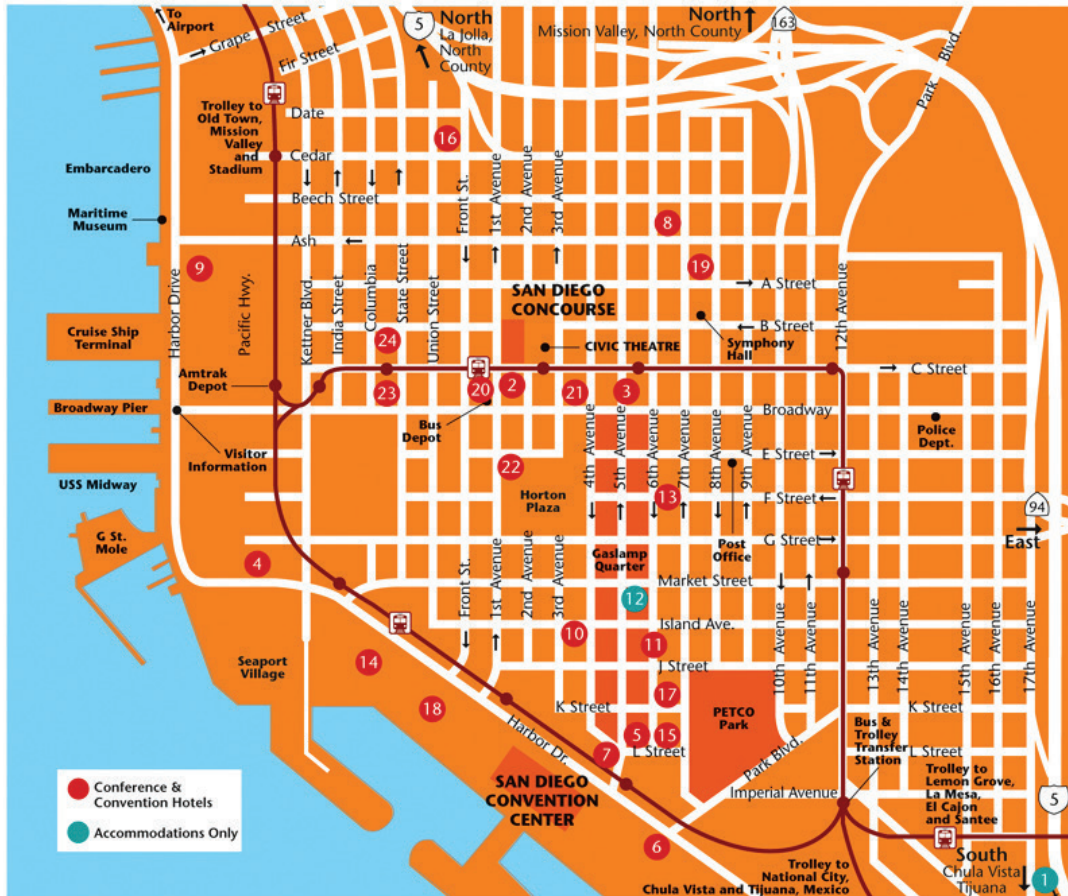 To
Airport
Grape Street
Fir Street
5
North
La Jolla,
North
County
North
Mission Valley, North County
163
Park Blvd.
Trolley to
Old Town,
Mission
Valley
and
Stadium
Date
16
Cedar
Embarcadero
Beech Street
Front St.
1st Avenue
2nd Avenue
3rd Avenue
Maritime
Museum
8
Ash
9
19
Harbor Drive
Pacific Hwy.
Kettner Blvd.
India Street
Columbia
State Street
Union Street
SAN DIEGO
CONCOURSE
A Street
12th Avenue
B Street
Symphony
Hall
Cruise Ship
Terminal
24
CIVIC THEATRE
Amtrak
Depot
C Street
23
20
2
21
3
Broadway Pier
Bus
Depot
Broadway
Police
Dept.
Visitor
Information
4th Avenue
5th Avenue
6th Avenue
7th Avenue
8th Avenue
9th Avenue
E Street
22
USS Midway
Horton
Plaza
13
F Street
94
East
G St.
Mole
Post
Office
G Street
Gaslamp
Quarter
4
Market Street
Front St.
1st Avenue
2nd Avenue
3rd Avenue
12
10
Island Ave.
11
10th Avenue
11th Avenue
13th Avenue
14th Avenue
15th Avenue
16th Avenue
17th Avenue
Seaport
Village
14
J Street
17
18
K Street
PETCO
Park
K Street
Harbor Dr.
5
15
Bus &
Trolley
Transfer
Station
7
L Street
L Street
Park Blvd.
SAN DIEGO
CONVENTION
CENTER
Imperial Avenue
Trolley to
Lemon Grove,
La Mesa,
El Cajon
and Santee
5
Conference &
Convention Hotels
Accommodations Only
6
South
Chula Vista
Tijuana
1
Trolley to
National City,
Chula Vista and Tijuana, Mexico